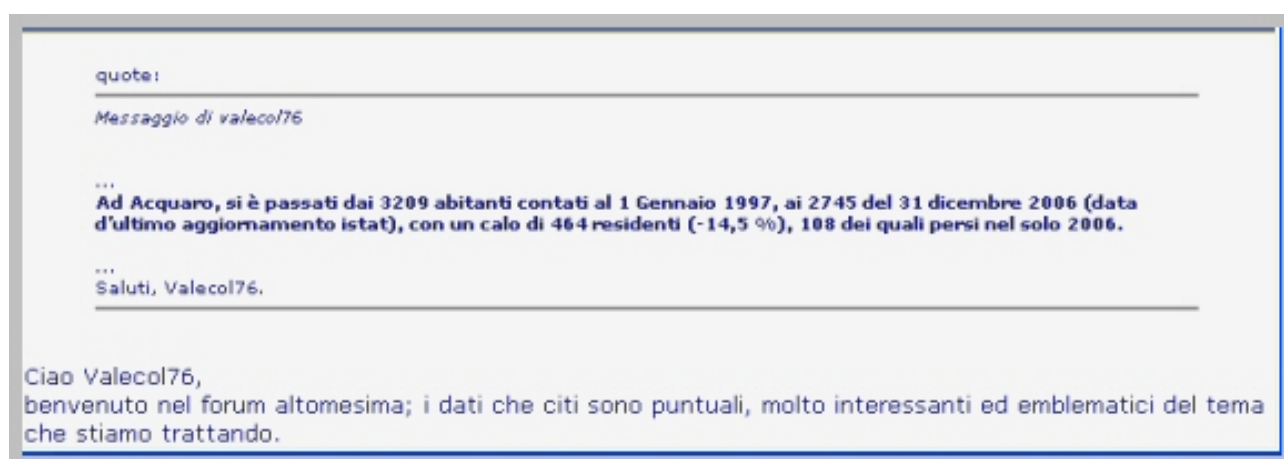 quote:
Messaggio di valecol76
...
Ad Acquaro, si è passati dai 3209 abitanti contati al 1 Gennaio 1997, ai 2745 del 31 dicembre 2006 (data
d'ultimo aggiornamento istat), con un calo di 464 residenti (-14,5 %), 108 dei quali persi nel solo 2006.
...
Saluti, Valecol76.
Ciao Valecol76,
benvenuto nel forum altomesima; i dati che citi sono puntuali, molto interessanti ed emblematici del tema
che stiamo trattando.